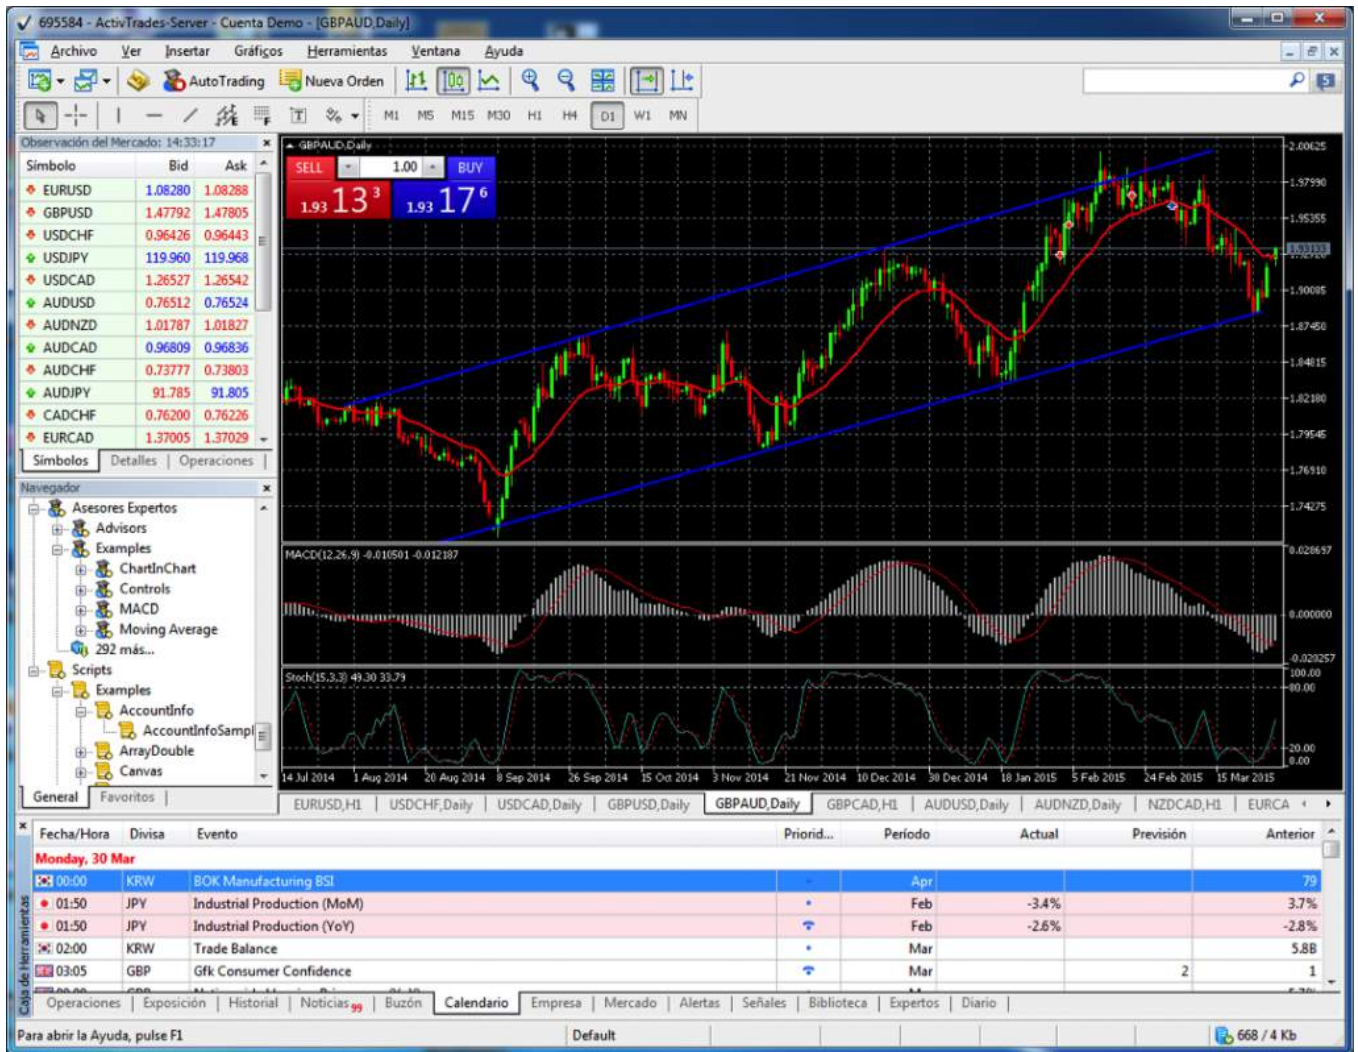 695584 - ActivTrades-Server - Cuenta Demo - [GBPAUD,Daily]
Archivo Ver Insertar Gráficos Herramientas Ventana Ayuda
AutoTrading Nueva Orden 5
E F T M1 M5 M15 M30 H1 H4 D1 W1 MN
Observación del Mercado: 14:33:17
Símbolo Bid Ask
EURUSD 1.08280 1.08288
GBPUSD 1.47792 1.47805
USDCHF 0.96426 0.96443
USDJPY 119.960 119.968
USDCAD 1.26527 1.26542
AUDUSD 0.76512 0.76524
AUDNZD 1.01787 1.01827
AUDCAD 0.96809 0.96836
AUDCHF 0.73777 0.73803
AUDJPY 91.785 91.805
CADCHF 0.76200 0.76226
EURCAD 1.37005 1.37029
Símbolos Detalles Operaciones
Navegador
Asesores Expertos
Advisors
Examples
ChartInChart
Controls
MACD
Moving Average
292 más...
Scripts
Examples
AccountInfo
AccountInfoSampl
ArrayDouble
Canvas
General Favoritos
GBPAUD,Daily
SELL 1.00 BUY
1.93 13 3 1.93 17 6
2.00625
1.97990
1.95355
1.93133
1.90085
1.87450
1.84815
1.82180
1.79545
1.76910
1.74275
MACD(12,26,9) -0.010501 -0.012187
0.028657
0.000000
-0.020257
Stoch(15,3,3) 49.30 33.79
100.00
80.00
20.00
0.00
14 Jul 2014 1 Aug 2014 20 Aug 2014 8 Sep 2014 26 Sep 2014 15 Oct 2014 3 Nov 2014 21 Nov 2014 10 Dec 2014 30 Dec 2014 18 Jan 2015 5 Feb 2015 24 Feb 2015 15 Mar 2015
EURUSD,H1 USDCHF,Daily USDCAD,Daily GBPUSD,Daily GBPAUD,Daily GBPCAD,H1 AUDUSD,Daily AUDNZD,Daily NZDCAD,H1 EURCA
Caja de Herramientas
Fecha/Hora Divisa Evento Priorid... Período Actual Previsión Anterior
Monday, 30 Mar
00:00 KRW BOK Manufacturing BSI Apr 79
01:50 JPY Industrial Production (MoM) Feb -3.4% 3.7%
01:50 JPY Industrial Production (YoY) Feb -2.6% -2.8%
02:00 KRW Trade Balance Mar 5.8B
03:05 GBP Gfk Consumer Confidence Mar 2 1
Operaciones Exposición Historial Noticias 99 Buzón Calendario Empresa Mercado Alertas Señales Biblioteca Expertos Diario
Para abrir la Ayuda, pulse F1 Default 668 / 4 Kb